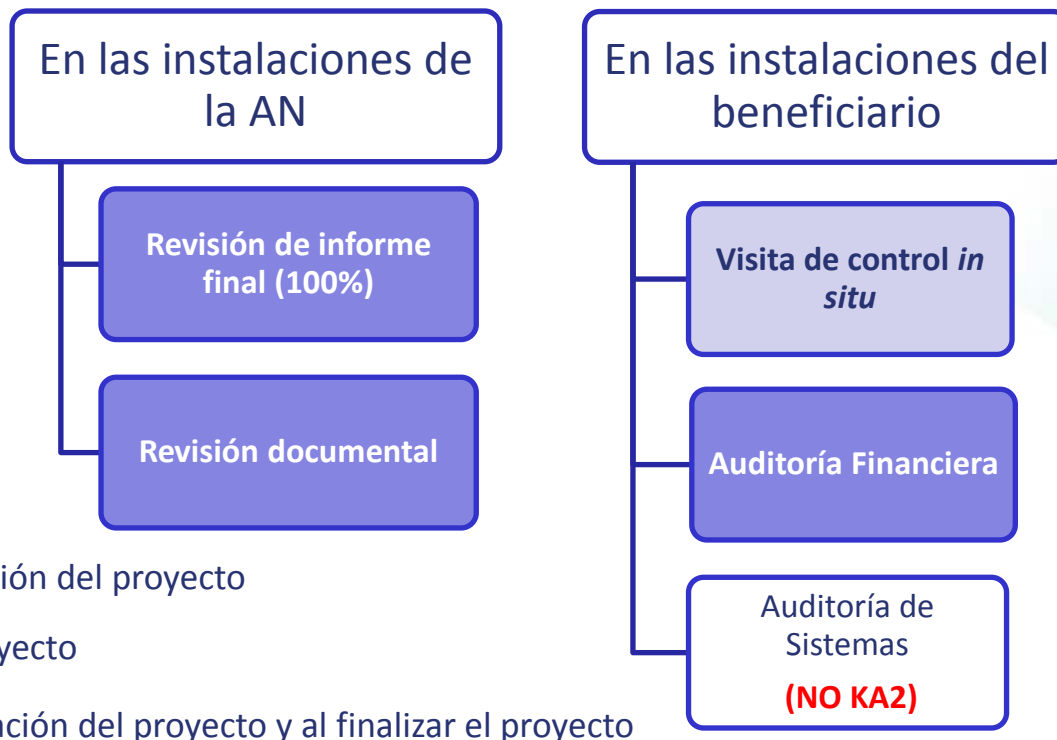 En las instalaciones de
la AN
Revisión de informe
final (100%)
Revisión documental
En las instalaciones del
beneficiario
Visita de control in
situ
Auditoría Financiera
Auditoría de
Sistemas
(NO KA2)
ión del proyecto
yecto
ación del proyecto y al finalizar el proyecto